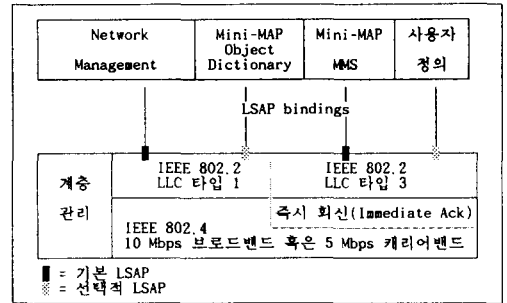 Network
Management
Mini-MAP
Object
Dictionary
Mini-MAP
MMS
사용자
정의
LSAP bindings
계층
관리
IEEE 802.2
LLC 타입 1
IEEE 802.2
LLC 타입 3
즉시 회신(Immediate Ack)
IEEE 802.4
10 Mbps 브로드밴드 혹은 5 Mbps 캐리어밴드
= 기본 LSAP
= 선택적 LSAP